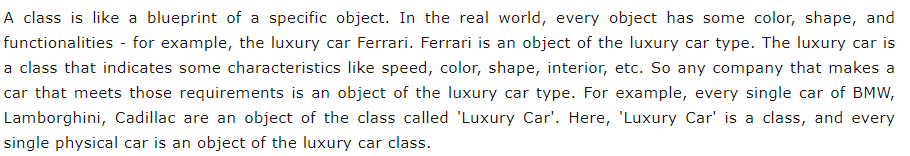 A class is like a blueprint of a specific object. In the real world, every object has some color, shape, and
functionalities - for example, the luxury car Ferrari. Ferrari is an object of the luxury car type. The luxury car is
a class that indicates some characteristics like speed, color, shape, interior, etc. So any company that makes a
car that meets those requirements is an object of the luxury car type. For example, every single car of BMW,
Lamborghini, Cadillac are an object of the class called 'Luxury Car'. Here, 'Luxury Car' is a class, and every
single physical car is an object of the luxury car class.